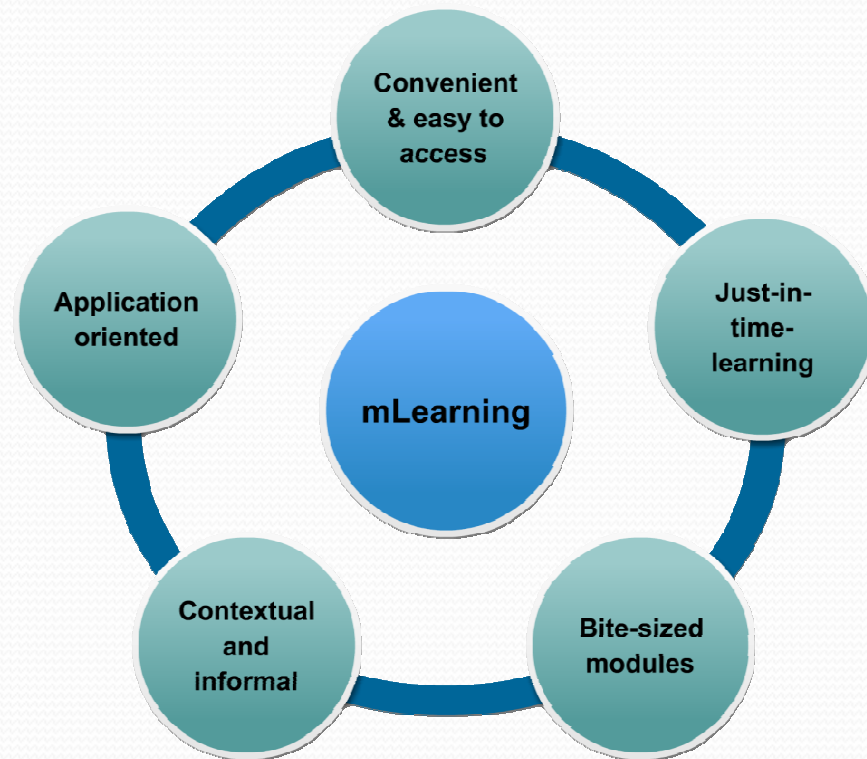 Convenient
& easy to
access
Application
oriented
Just-in-
time-
learning
mLearning
Contextual
and
informal
Bite-sized
modules